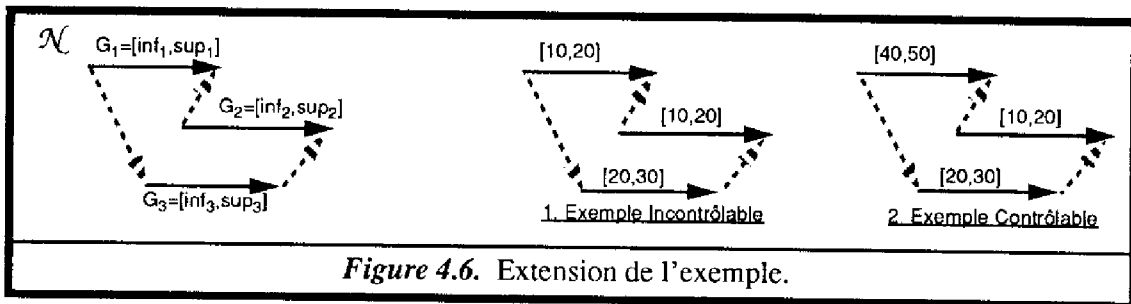 𝒩
G₁=[inf₁,sup₁]
G₂=[inf₂,sup₂]
G₃=[inf₃,sup₃]
[10,20]
[10,20]
[20,30]
1. Exemple Incontrôlable
[40,50]
[10,20]
[20,30]
2. Exemple Contrôlable
Figure 4.6. Extension de l'exemple.